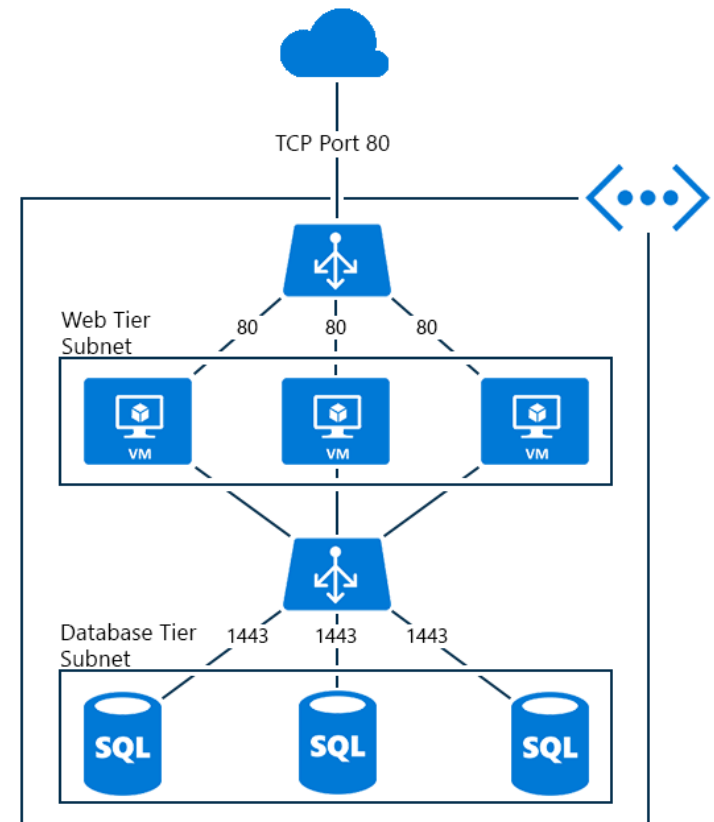 TCP Port 80
Web Tier
Subnet
80
80
80
VM
VM
VM
Database Tier
Subnet
1443
1443
1443
SQL
SQL
SQL